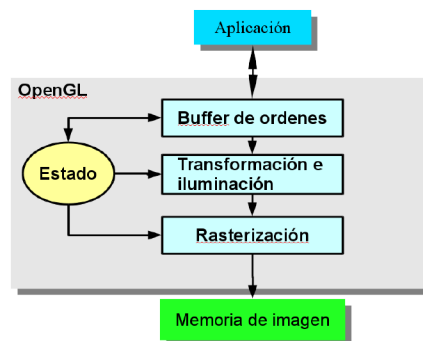 Aplicación
OpenGL
Buffer de ordenes
Estado
Transformación e
iluminación
Rasterización
Memoria de imagen